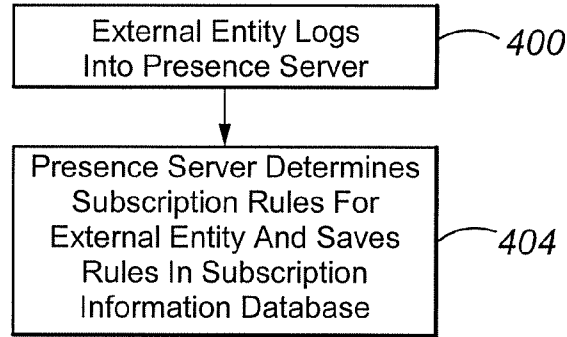 External Entity Logs
Into Presence Server
400
Presence Server Determines
Subscription Rules For
External Entity And Saves
Rules In Subscription
Information Database
404